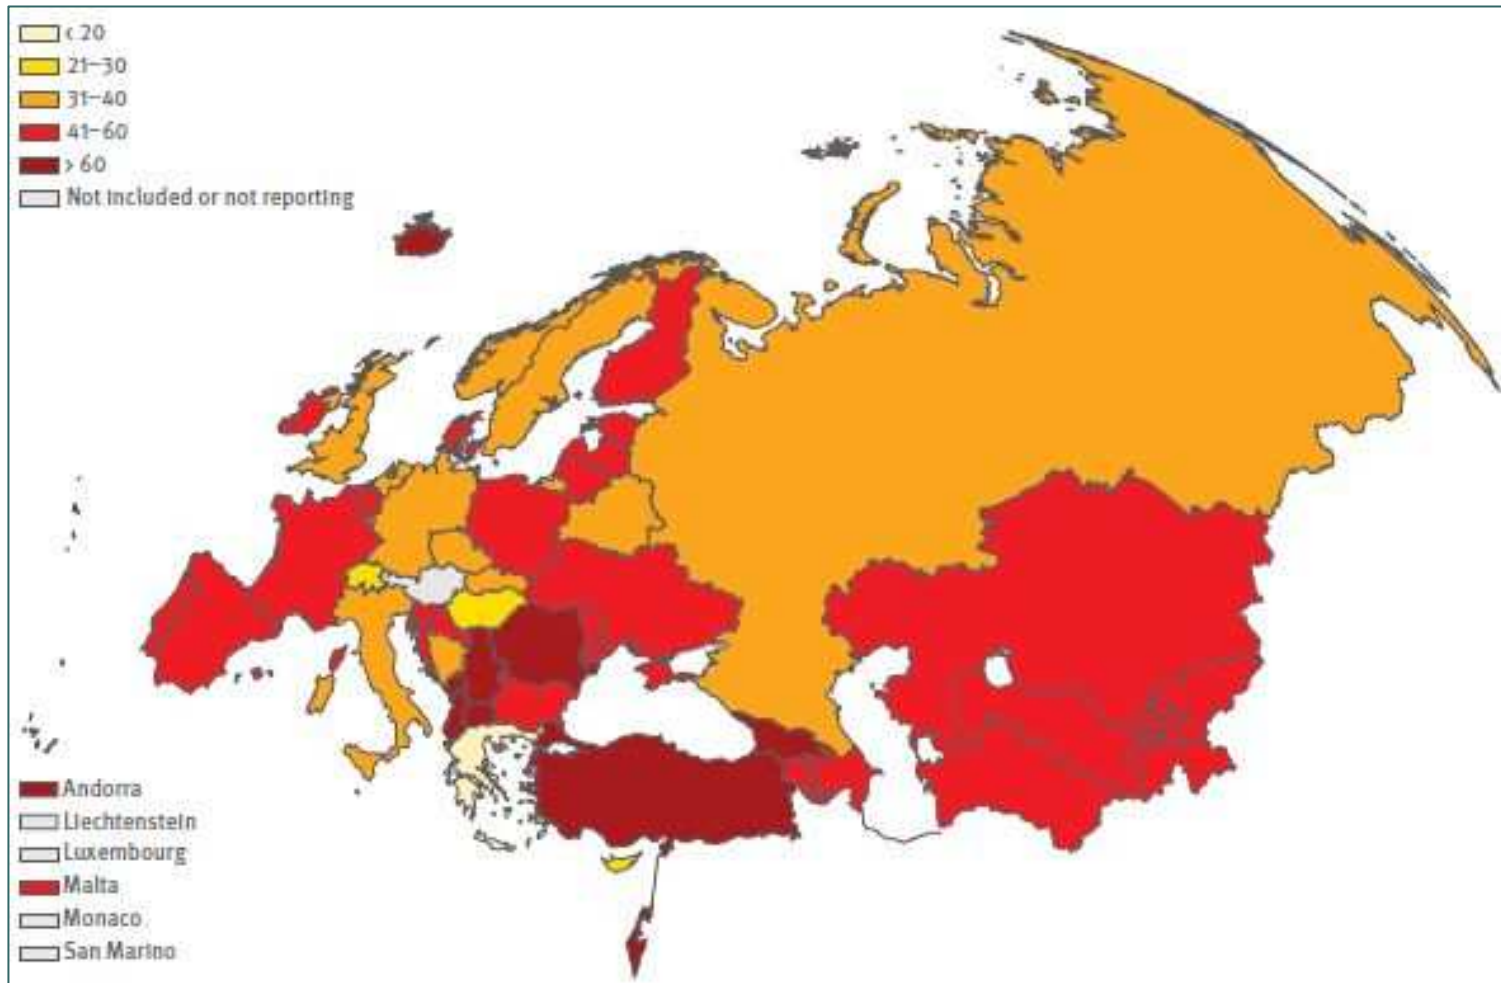 < 20
21–30
31–40
41–60
> 60
Not included or not reporting
Andorra
Liechtenstein
Luxembourg
Malta
Monaco
San Marino